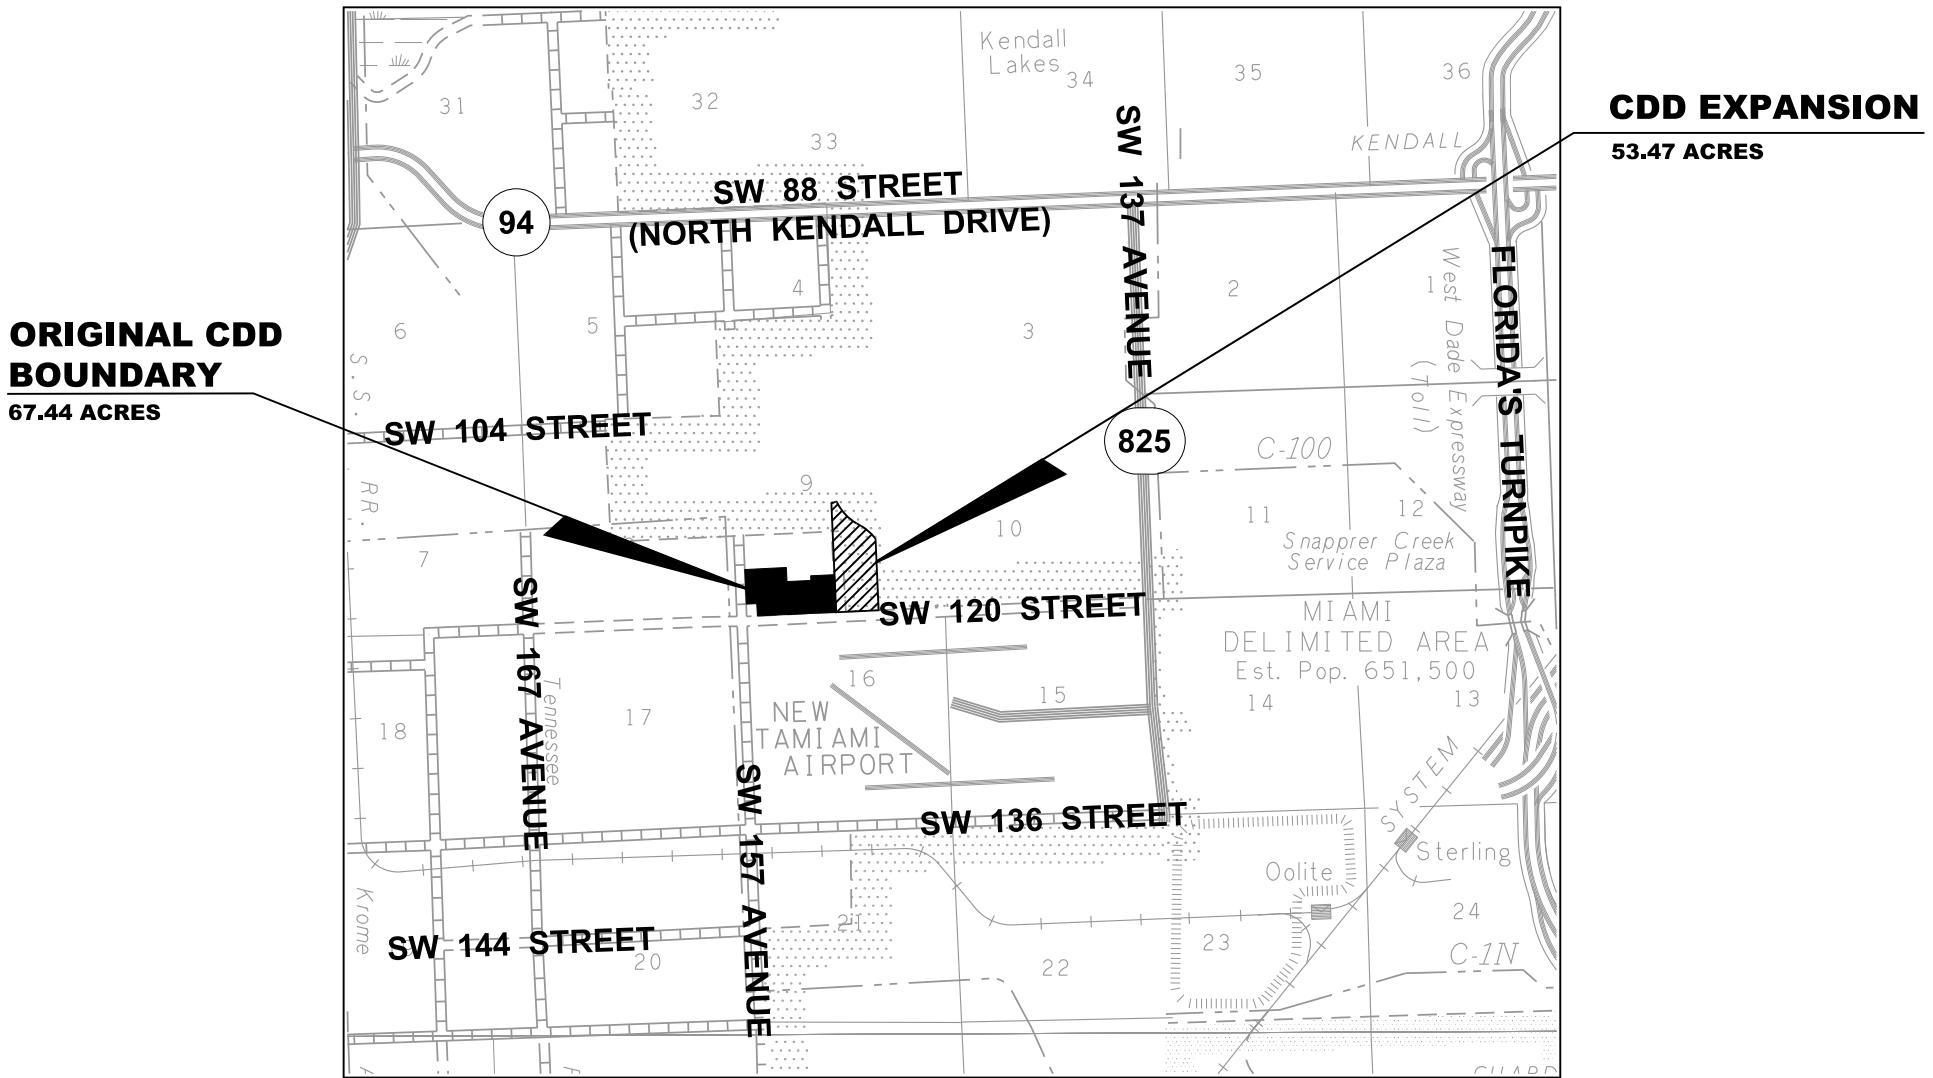 Kendall
Lakes
34
35
36
31
32
33
CDD EXPANSION
53.47 ACRES
KENDALL
SW 137 AVENUE
SW 88 STREET
(NORTH KENDALL DRIVE)
94
4
2
1
3
5
6
West Dade Expressway
(Toll)
FLORIDA'S TURNPIKE
ORIGINAL CDD
BOUNDARY
67.44 ACRES
S.S. RR.
SW 104 STREET
825
C-100
9
10
11
12
7
Snapprer Creek
Service Plaza
SW 120 STREET
MIAMI
DELIMITED AREA
Est. Pop. 651,500
SW 167 AVENUE
Tennessee
16
15
14
13
17
18
NEW
TAMIAMI
AIRPORT
SW 157 AVENUE
SW 136 STREET
SYSTEM
Sterling
Oolite
Krome
SW 144 STREET
20
21
22
23
24
C-1N